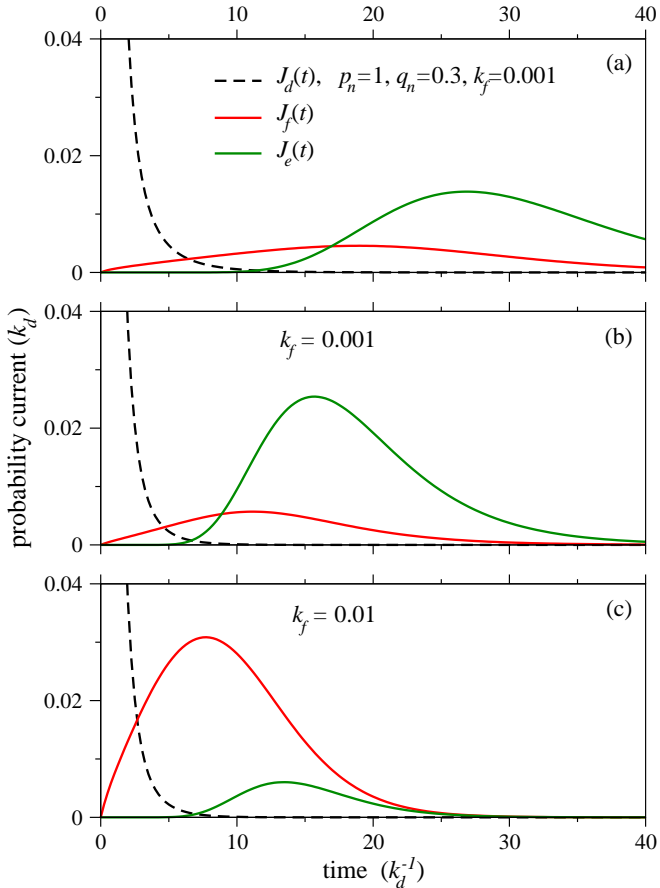 0 10 20 30 40
0.04
(a)
J_d(t), p_n=1, q_n=0.3, k_f=0.001
J_f(t)
J_e(t)
0.02
0
0.04
(b)
k_f = 0.001
0.02
0
probability current (k_d)
0.04
(c)
k_f = 0.01
0.02
0
0 10 20 30 40
time (k_d^-1)